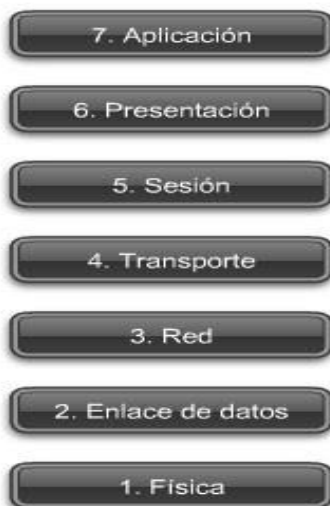 7. Aplicación
6. Presentación
5. Sesión
4. Transporte
3. Red
2. Enlace de datos
1. Física